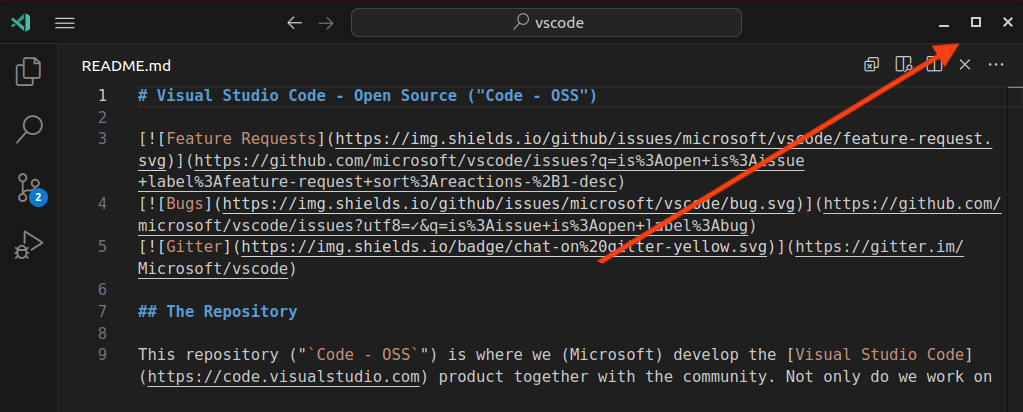 vscode
README.md
1 # Visual Studio Code - Open Source ("Code - OSS")
2
3 [![Feature Requests](https://img.shields.io/github/issues/microsoft/vscode/feature-request.
svg)](https://github.com/microsoft/vscode/issues?q=is%3Aopen+is%3Aissue
+label%3Afeature-request+sort%3Areactions-%2B1-desc)
4 [![Bugs](https://img.shields.io/github/issues/microsoft/vscode/bug.svg)](https://github.com/
microsoft/vscode/issues?utf8=✓&q=is%3Aissue+is%3Aopen+label%3Abug)
5 [![Gitter](https://img.shields.io/badge/chat-on%20gitter-yellow.svg)](https://gitter.im/
Microsoft/vscode)
6
7 ## The Repository
8
9 This repository ("`Code - OSS`") is where we (Microsoft) develop the [Visual Studio Code]
(https://code.visualstudio.com) product together with the community. Not only do we work on
2